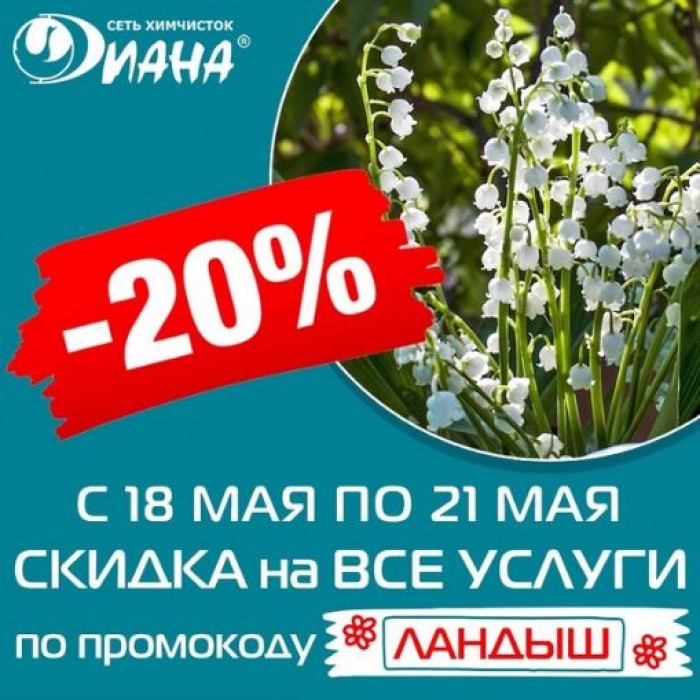 СЕТЬ ХИМЧИСТОК
ДИАНА®
-20%
С 18 МАЯ ПО 21 МАЯ
СКИДКА на ВСЕ УСЛУГИ
по промокоду ЛАНДЫШ